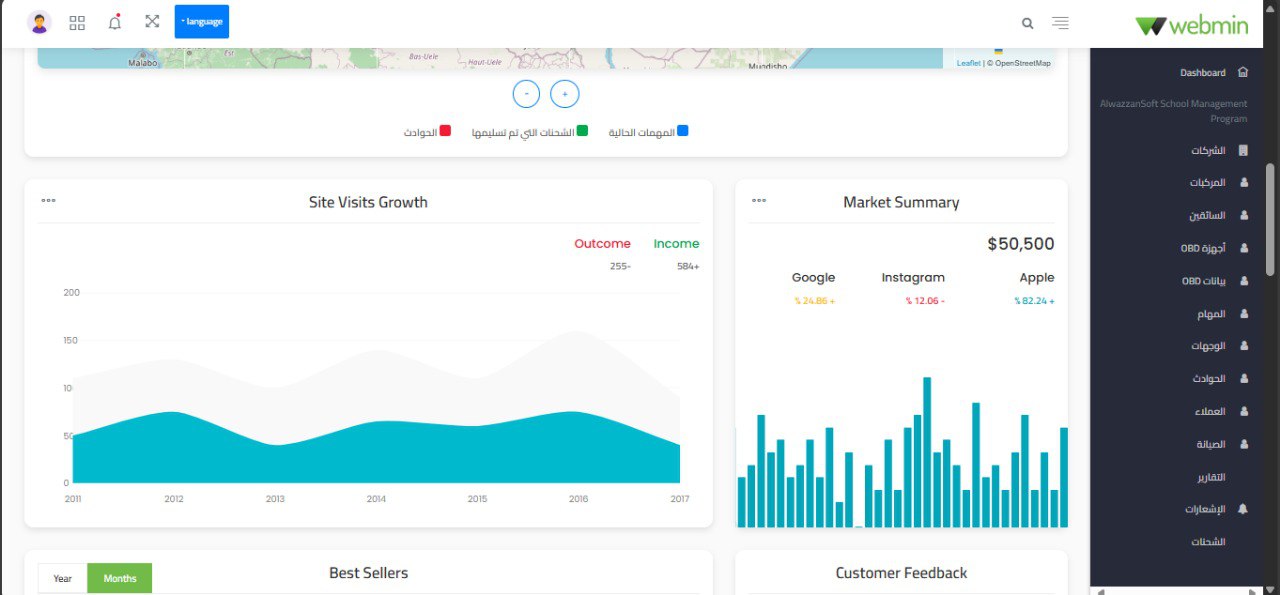 language
webmin
Malabo
Bas-Uele
Haut-Uele
Muqdisho
Leaflet | © OpenStreetMap
-
+
المهمات الحالية
الشحنات التي تم تسليمها
الحوادث
Site Visits Growth
Outcome
Income
255-
584+
200
150
100
50
0
2011
2012
2013
2014
2015
2016
2017
Market Summary
$50,500
Google
Instagram
Apple
% 24.86 +
% 12.06 -
% 82.24 +
Year
Months
Best Sellers
Customer Feedback
Dashboard
AlwazzanSoft School Management
Program
الشركات
المركبات
السائقين
أجهزة OBD
بيانات OBD
المهام
الوجهات
الحوادث
العملاء
الصيانة
التقارير
الإشعارات
الشحنات